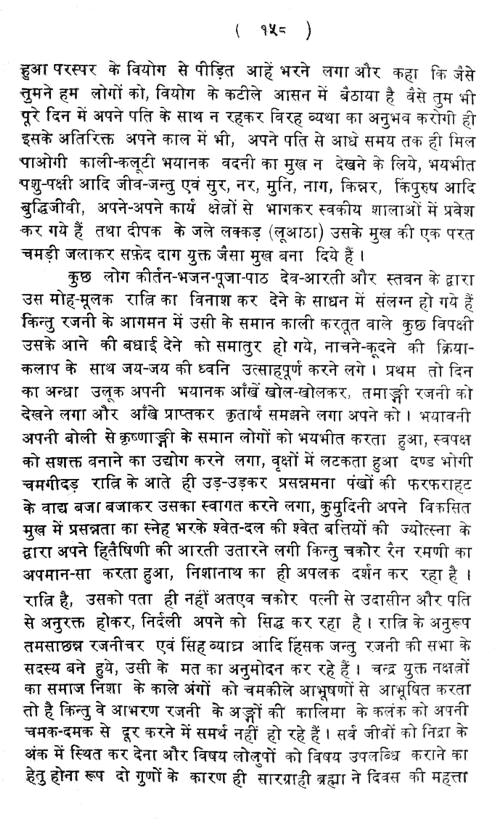 ( १५८ )
हुआ परस्पर के वियोग से पीड़ित आहें भरने लगा और कहा कि जैसे
तुमने हम लोगों को, वियोग के कटीले आसन में बैठाया है वैसे तुम भी
पूरे दिन में अपने पति के साथ न रहकर विरह व्यथा का अनुभव करोगी ही
इसके अतिरिक्त अपने काल में भी, अपने पति से आधे समय तक ही मिल
पाओगी काली-कलूटी भयानक वदनी का मुख न देखने के लिये, भयभीत
पशु-पक्षी आदि जीव-जन्तु एवं सुर, नर, मुनि, नाग, किन्नर, किंपुरुष आदि
बुद्धिजीवी, अपने-अपने कार्य क्षेत्रों से भागकर स्वकीय शालाओं में प्रवेश
कर गये हैं तथा दीपक के जले लक्कड़ (लूआठा) उसके मुख की एक परत
चमड़ी जलाकर सफ़ेद दाग युक्त जैसा मुख बना दिये हैं ।
कुछ लोग कीर्तन-भजन-पूजा-पाठ देव-आरती और स्तवन के द्वारा
उस मोह-मूलक रात्रि का विनाश कर देने के साधन में संलग्न हो गये हैं
किन्तु रजनी के आगमन में उसी के समान काली करतूत वाले कुछ विपक्षी
उसके आने की बधाई देने को समातुर हो गये, नाचने-कूदने की क्रिया-
कलाप के साथ जय-जय की ध्वनि उत्साहपूर्ण करने लगे । प्रथम तो दिन
का अन्धा उलूक अपनी भयानक आँखें खोल-खोलकर, तमाङ्गी रजनी को
देखने लगा और आँखे प्राप्तकर कृतार्थ समझने लगा अपने को । भयावनी
अपनी बोली से कृष्णाङ्गी के समान लोगों को भयभीत करता हुआ, स्वपक्ष
को सशक्त बनाने का उद्योग करने लगा, वृक्षों में लटकता हुआ दण्ड भोगी
चमगीदड़ रात्रि के आते ही उड़-उड़कर प्रसन्नमना पंखों की फरफराहट
के वाद्य बजा बजाकर उसका स्वागत करने लगा, कुमुदिनी अपने विकसित
मुख में प्रसन्नता का स्नेह भरके श्वेत-दल की श्वेत बत्तियों की ज्योत्स्ना के
द्वारा अपने हितैषिणी की आरती उतारने लगी किन्तु चकोर रैन रमणी का
अपमान-सा करता हुआ, निशानाथ का ही अपलक दर्शन कर रहा है ।
रात्रि है, उसको पता ही नहीं अतएव चकोर पत्नी से उदासीन और पति
से अनुरक्त होकर, निर्दली अपने को सिद्ध कर रहा है । रात्रि के अनुरूप
तमसाछन्न रजनीचर एवं सिंह व्याघ्र आदि हिंसक जन्तु रजनी की सभा के
सदस्य बने हुये, उसी के मत का अनुमोदन कर रहे हैं । चन्द्र युक्त नक्षत्रों
का समाज निशा के काले अंगों को चमकीले आभूषणों से आभूषित करता
तो है किन्तु वे आभरण रजनी के अङ्गों की कालिमा के कलंक को अपनी
चमक-दमक से दूर करने में समर्थ नहीं हो रहे हैं । सर्व जीवों को निद्रा के
अंक में स्थित कर देना और विषय लोलुपों को विषय उपलब्धि कराने का
हेतु होना रूप दो गुणों के कारण ही सारग्राही ब्रह्मा ने दिवस की महत्ता